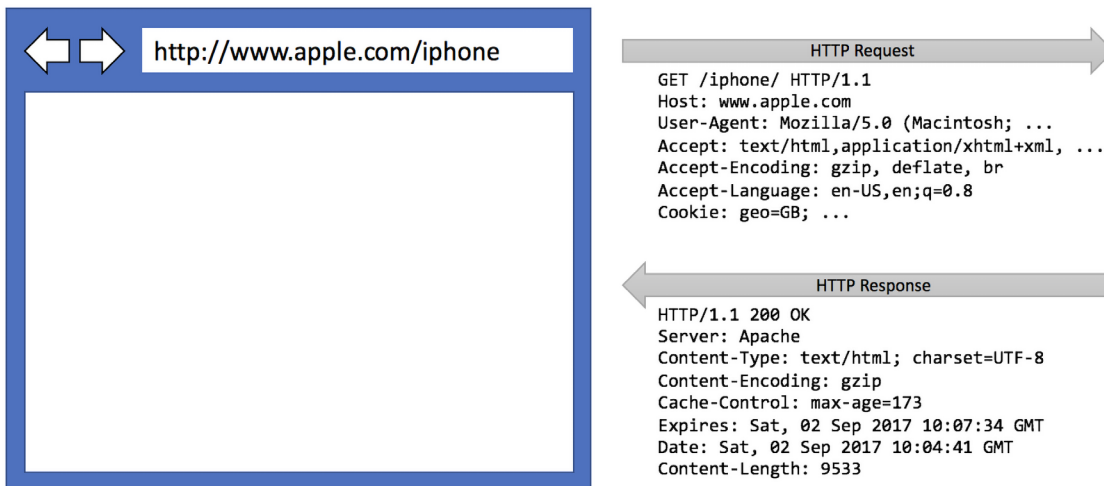 http://www.apple.com/iphone
HTTP Request
GET /iphone/ HTTP/1.1
Host: www.apple.com
User-Agent: Mozilla/5.0 (Macintosh; ...
Accept: text/html,application/xhtml+xml, ...
Accept-Encoding: gzip, deflate, br
Accept-Language: en-US,en;q=0.8
Cookie: geo=GB; ...
HTTP Response
HTTP/1.1 200 OK
Server: Apache
Content-Type: text/html; charset=UTF-8
Content-Encoding: gzip
Cache-Control: max-age=173
Expires: Sat, 02 Sep 2017 10:07:34 GMT
Date: Sat, 02 Sep 2017 10:04:41 GMT
Content-Length: 9533